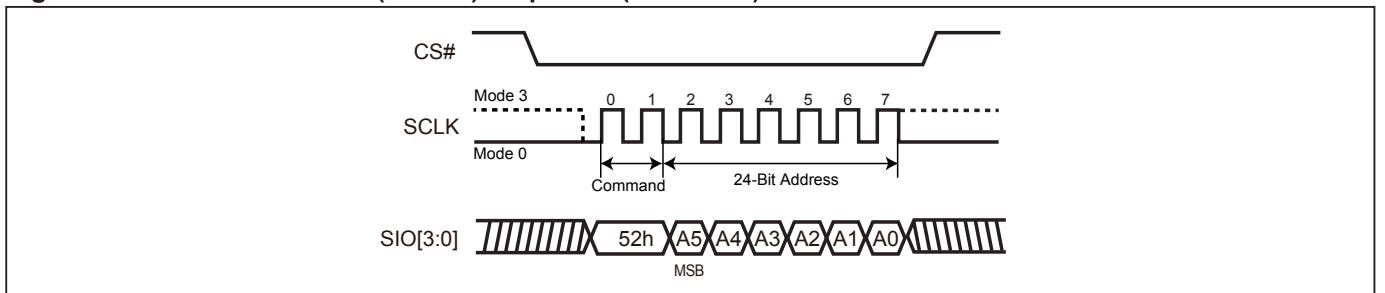 CS#
Mode 3
0 1 2 3 4 5 6 7
SCLK
Mode 0
Command
24-Bit Address
SIO[3:0]
52h A5 A4 A3 A2 A1 A0
MSB